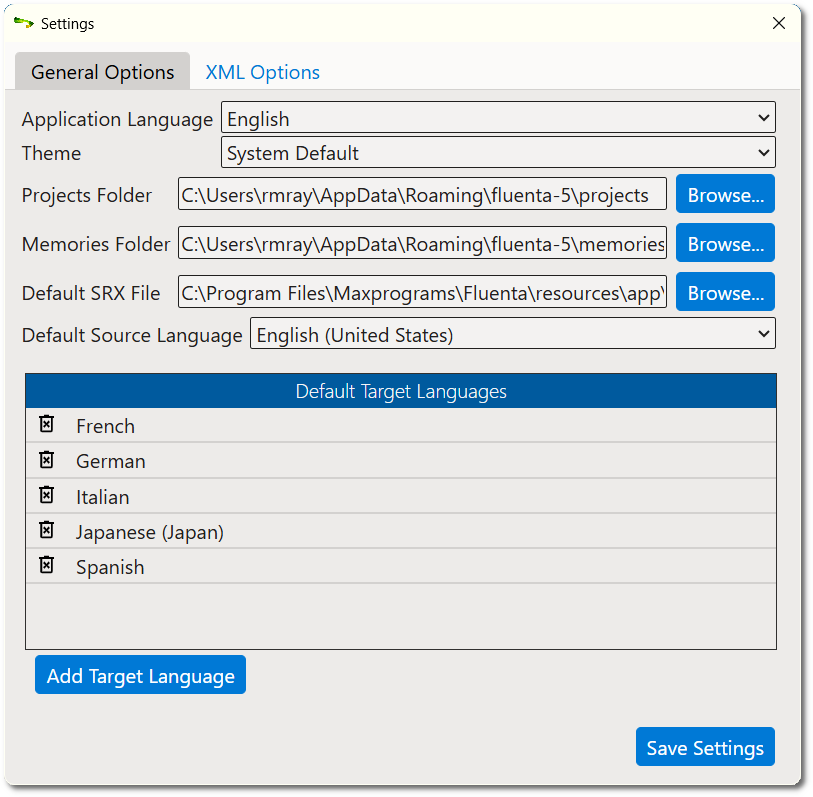 Settings
General Options XML Options
Application Language English
Theme System Default
Projects Folder C:\Users\rmray\AppData\Roaming\fluenta-5\projects Browse...
Memories Folder C:\Users\rmray\AppData\Roaming\fluenta-5\memories Browse...
Default SRX File C:\Program Files\Maxprograms\Fluenta\resources\app\ Browse...
Default Source Language English (United States)
Default Target Languages
French
German
Italian
Japanese (Japan)
Spanish
Add Target Language
Save Settings